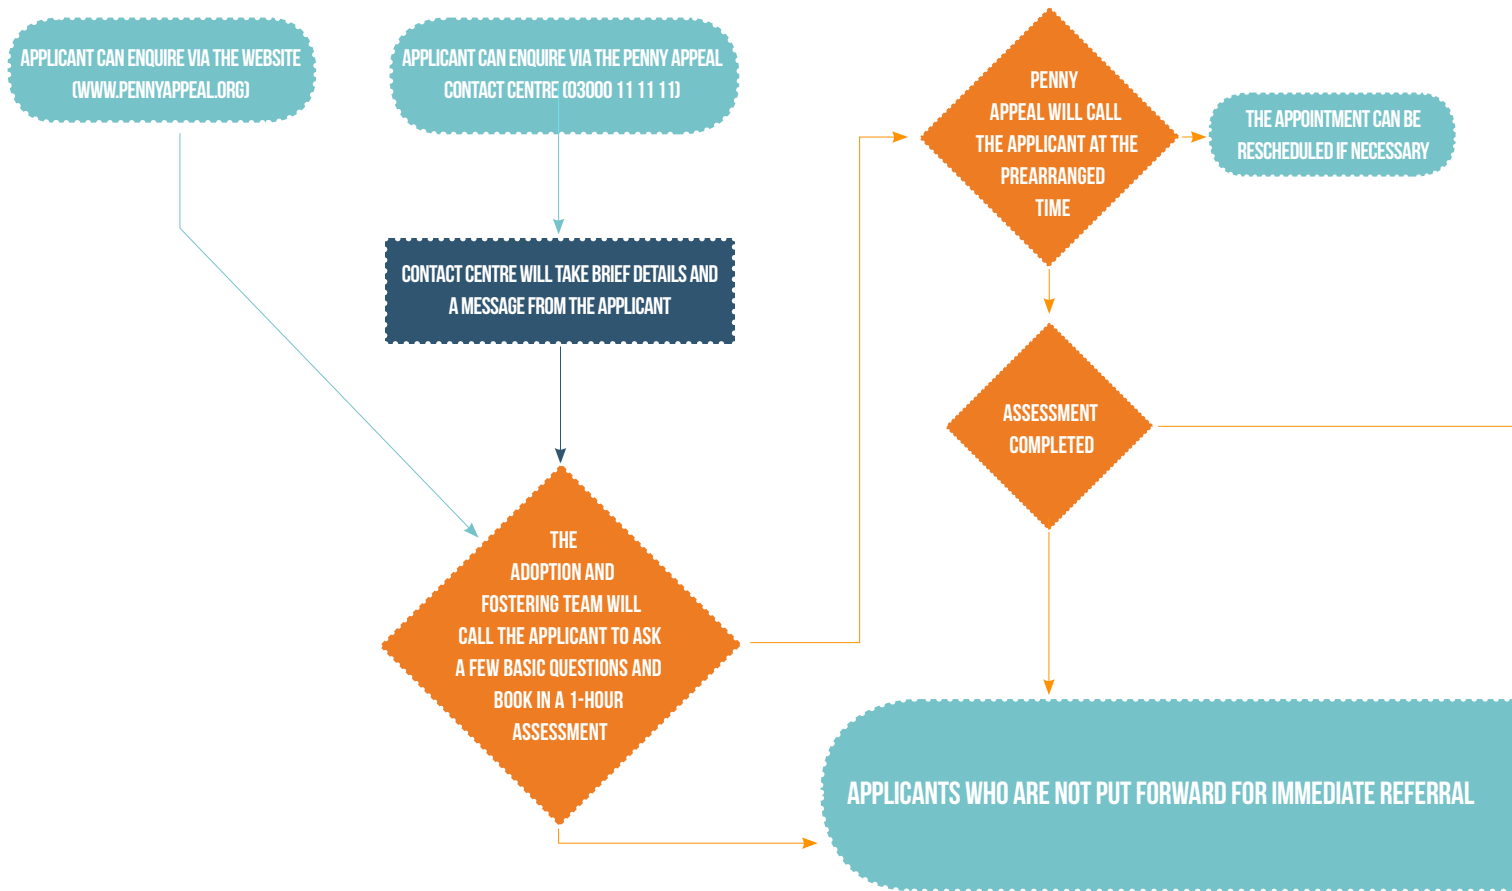 APPLICANT CAN ENQUIRE VIA THE WEBSITE
(WWW.PENNYAPPEAL.ORG)
APPLICANT CAN ENQUIRE VIA THE PENNY APPEAL
CONTACT CENTRE (03000 11 11 11)
CONTACT CENTRE WILL TAKE BRIEF DETAILS AND
A MESSAGE FROM THE APPLICANT
THE
ADOPTION AND
FOSTERING TEAM WILL
CALL THE APPLICANT TO ASK
A FEW BASIC QUESTIONS AND
BOOK IN A 1-HOUR
ASSESSMENT
PENNY
APPEAL WILL CALL
THE APPLICANT AT THE
PREARRANGED
TIME
THE APPOINTMENT CAN BE
RESCHEDULED IF NECESSARY
ASSESSMENT
COMPLETED
APPLICANTS WHO ARE NOT PUT FORWARD FOR IMMEDIATE REFERRAL